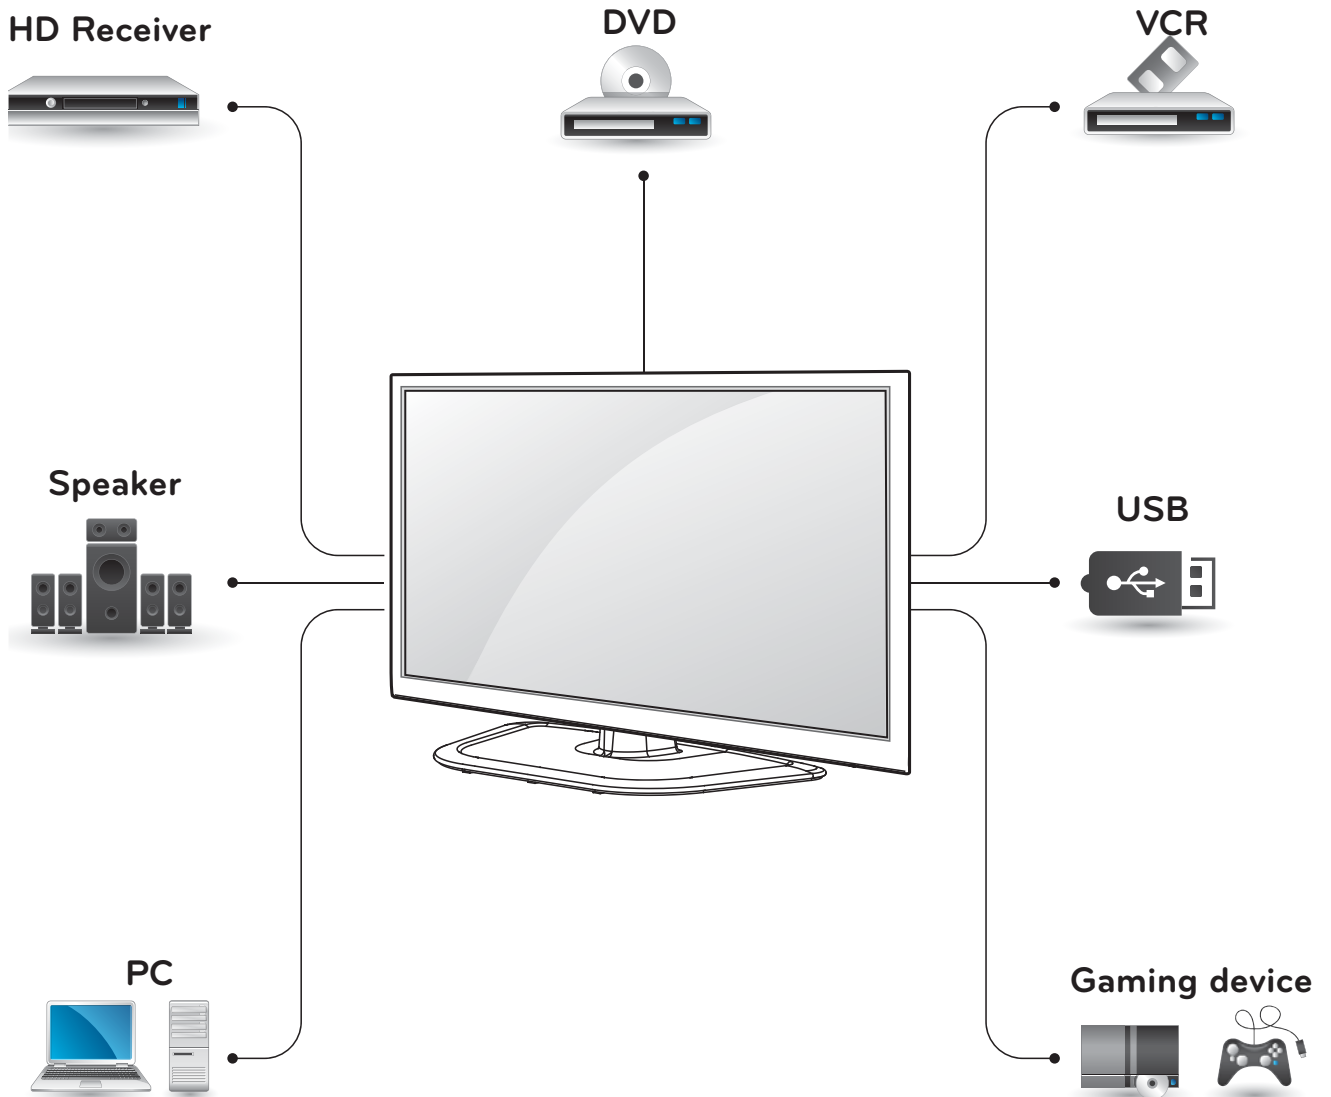 HD Receiver
DVD
VCR
Speaker
USB
PC
Gaming device